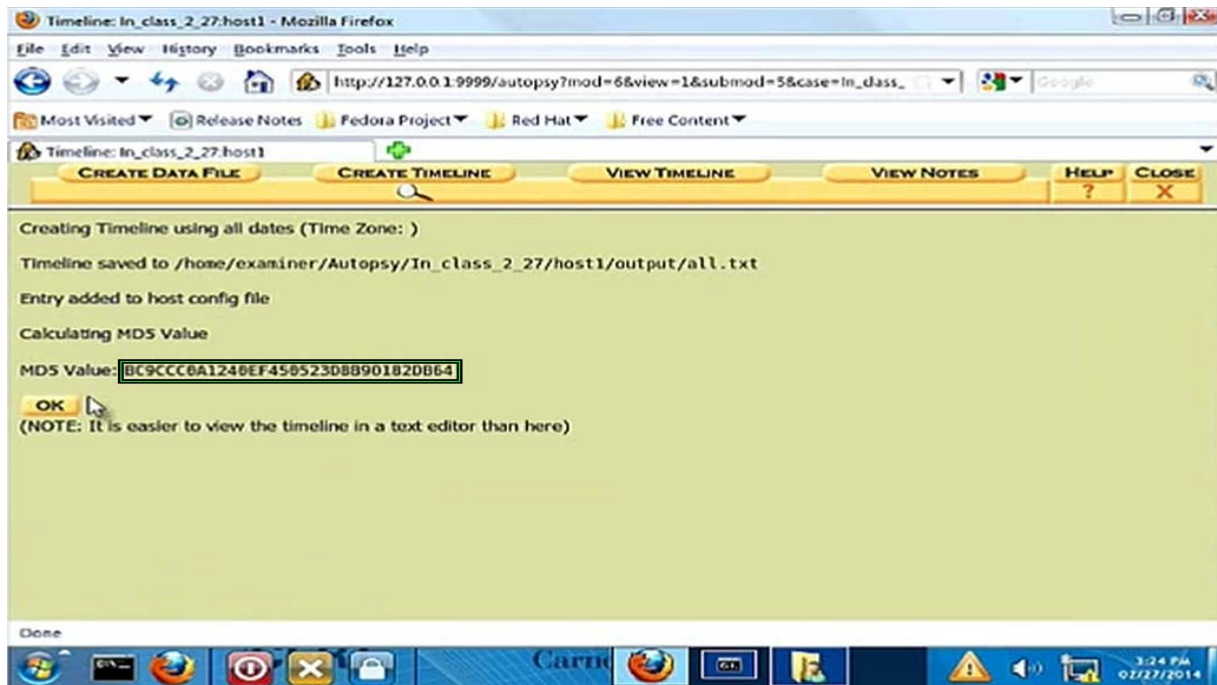 Timeline: In_class_2_27:host1 - Mozilla Firefox
File Edit View History Bookmarks Tools Help
http://127.0.0.1:9999/autopsy?mod=6&view=1&submod=5&case=In_class_
Google
Most Visited Release Notes Fedora Project Red Hat Free Content
Timeline: In_class_2_27:host1
CREATE DATA FILE CREATE TIMELINE VIEW TIMELINE VIEW NOTES HELP CLOSE
? X
Creating Timeline using all dates (Time Zone: )
Timeline saved to /home/examiner/Autopsy/In_class_2_27/host1/output/all.txt
Entry added to host config file
Calculating MD5 Value
MD5 Value:
OK
(NOTE: It is easier to view the timeline in a text editor than here)
Done
3:24 PM
02/27/2014